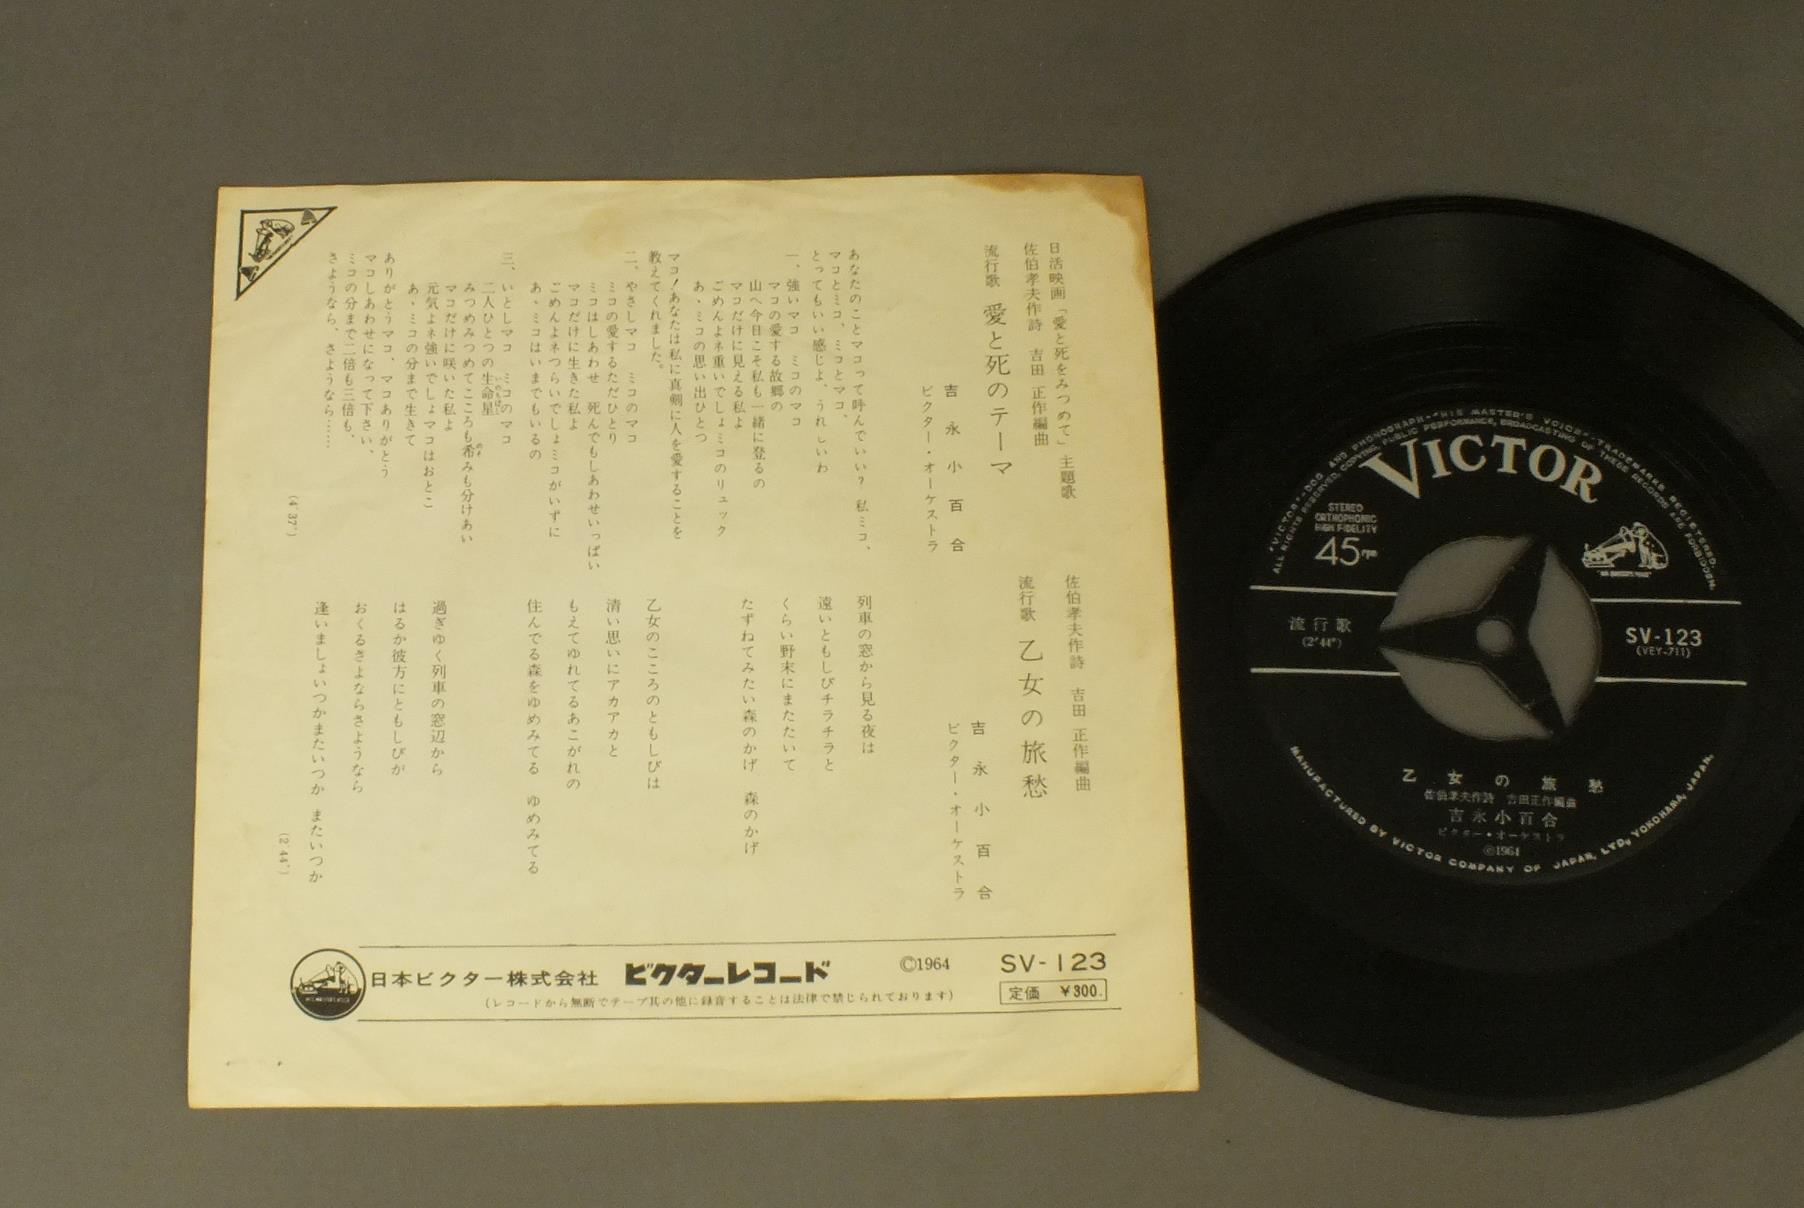 日活映画「愛と死をみつめて」主題歌
佐伯孝夫作詩 吉田 正作編曲
流行歌 愛と死のテーマ
吉永小百合
ビクター・オーケストラ
あなたのことマコって呼んでいい? 私ミコ、
マコとミコ、ミコとマコ、
とってもいい感じよ、うれしいわ
一、強いマコ ミコのマコ
マコの愛する故郷の
山へ今日こそ私も一緒に登るの
マコだけに見える私よ
ごめんよネ重いでしょミコのリュック
あゝミコの思い出ひとつ
マコ!あなたは私に真剣に人を愛することを
教えてくれました。
二、やさしマコ ミコのマコ
ミコの愛するただひとり
ミコはしあわせ 死んでもしあわせいっぱい
マコだけに生きた私よ
ごめんよネつらいでしょミコがいずに
あゝミコはいまでもいるの
三、いとしマコ ミコのマコ
二人ひとつの生命星
みつめみつめてこころも希みも分けあい
マコだけに咲いた私よ
元気よネ強いでしょマコはおとこ
あゝミコの分まで生きて
ありがとうマコ、マコありがとう
マコしあわせになって下さい、
ミコの分まで二倍も三倍も、
さようなら、さようなら……
(4'37")
佐伯孝夫作詩 吉田 正作編曲
流行歌 乙女の旅愁
吉永小百合
ビクター・オーケストラ
列車の窓から見る夜は
遠いともしびチラチラと
くらい野末にまたたいて
たずねてみたい森のかげ 森のかげ
乙女のこころのともしびは
清い思いにアカアカと
もえてゆれてるあこがれの
住んでる森をゆめみてる ゆめみてる
過ぎゆく列車の窓辺から
はるか彼方にともしびが
おくるさよならさようなら
逢いましょいつかまたいつか またいつか
(2'44")
日本ビクター株式会社 ビクターレコード ©1964 SV-123
(レコードから無断でテープ其の他に録音することは法律で禁じられております)
定価 ¥300.
"VICTOR"-DOG AND PHONOGRAPH-"HIS MASTER'S VOICE"-TRADEMARKS REGISTERED.
ALL RIGHTS RESERVED, COPYING, PUBLIC PERFORMANCE, BROADCASTING OF THESE RECORDS ARE FORBIDDEN.
VICTOR
STEREO
ORTHOPHONIC
HIGH FIDELITY
45 rpm
"HIS MASTER'S VOICE"
流行歌
(2'44")
SV-123
(VEY-711)
乙女の旅愁
佐伯孝夫作詩 吉田正作編曲
吉永小百合
ビクター・オーケストラ
©1964
MANUFACTURED BY VICTOR COMPANY OF JAPAN, LTD, YOKOHAMA, JAPAN.